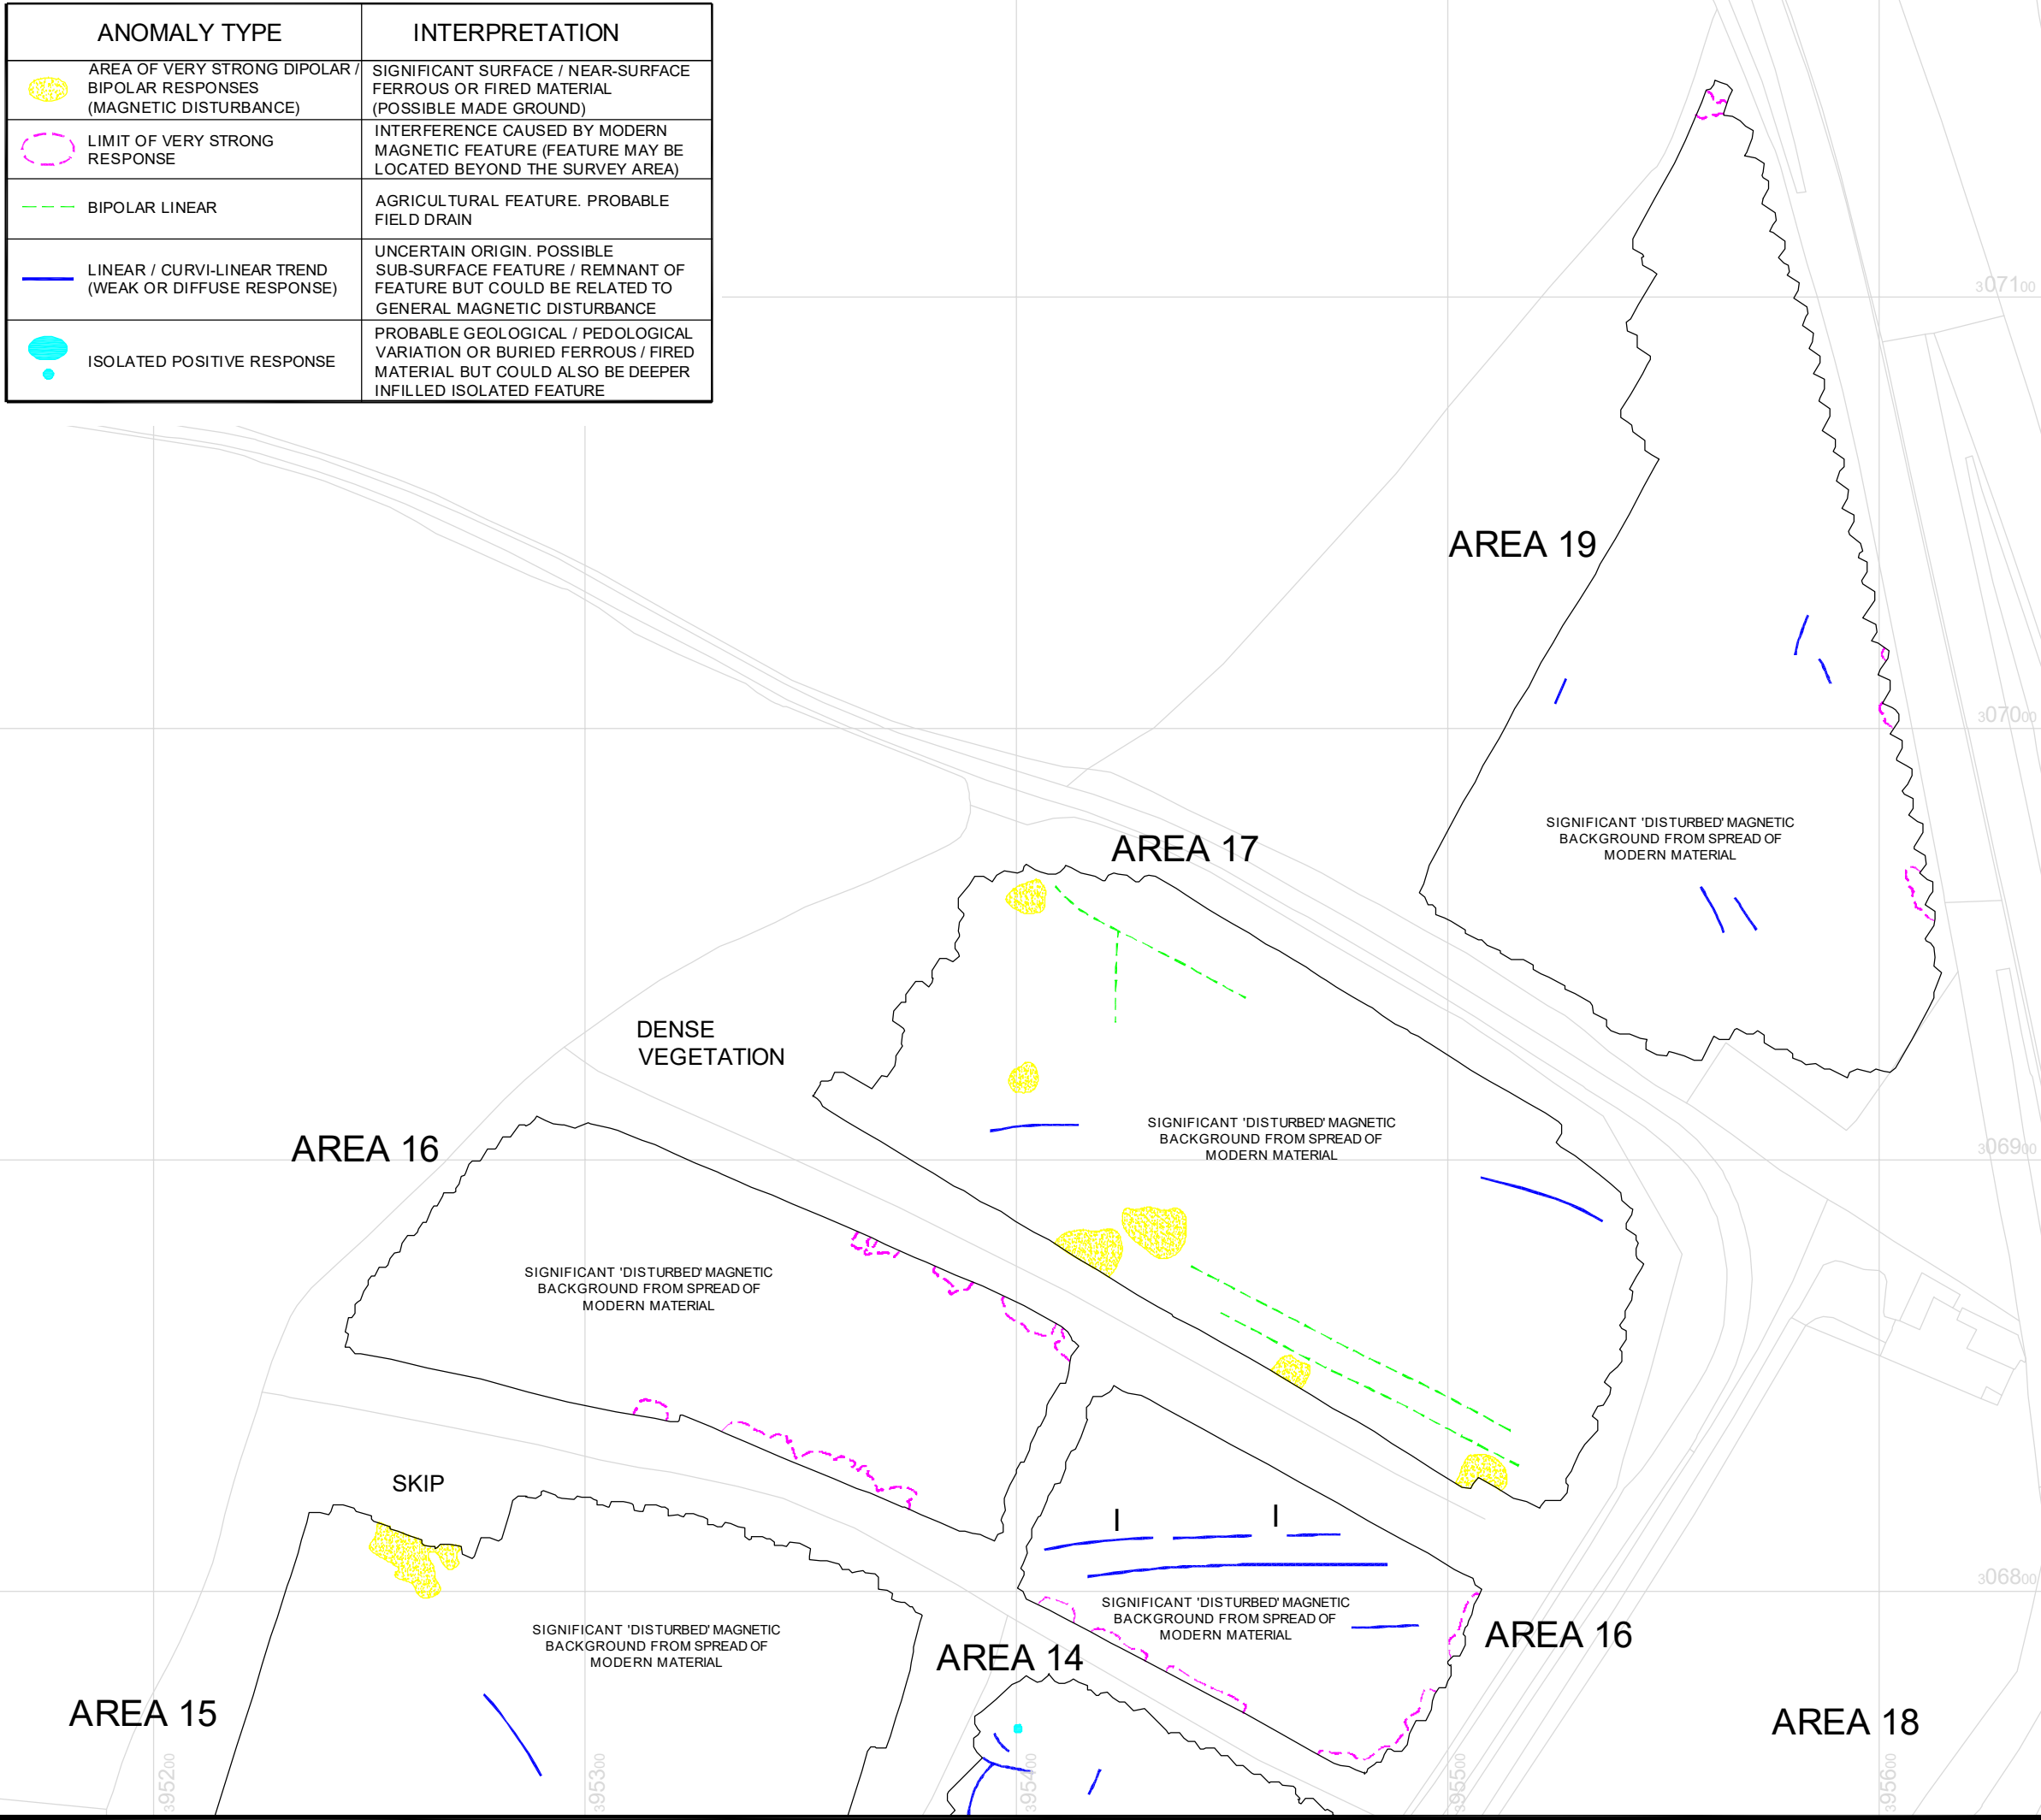 ANOMALY TYPE
INTERPRETATION
AREA OF VERY STRONG DIPOLAR /
BIPOLAR RESPONSES
(MAGNETIC DISTURBANCE)
SIGNIFICANT SURFACE / NEAR-SURFACE
FERROUS OR FIRED MATERIAL
(POSSIBLE MADE GROUND)
LIMIT OF VERY STRONG
RESPONSE
INTERFERENCE CAUSED BY MODERN
MAGNETIC FEATURE (FEATURE MAY BE
LOCATED BEYOND THE SURVEY AREA)
BIPOLAR LINEAR
AGRICULTURAL FEATURE. PROBABLE
FIELD DRAIN
LINEAR / CURVI-LINEAR TREND
(WEAK OR DIFFUSE RESPONSE)
UNCERTAIN ORIGIN. POSSIBLE
SUB-SURFACE FEATURE / REMNANT OF
FEATURE BUT COULD BE RELATED TO
GENERAL MAGNETIC DISTURBANCE
ISOLATED POSITIVE RESPONSE
PROBABLE GEOLOGICAL / PEDOLOGICAL
VARIATION OR BURIED FERROUS / FIRED
MATERIAL BUT COULD ALSO BE DEEPER
INFILLED ISOLATED FEATURE
307100
AREA 19
307000
SIGNIFICANT 'DISTURBED' MAGNETIC
BACKGROUND FROM SPREAD OF
MODERN MATERIAL
AREA 17
DENSE
VEGETATION
SIGNIFICANT 'DISTURBED' MAGNETIC
BACKGROUND FROM SPREAD OF
MODERN MATERIAL
AREA 16
306900
SIGNIFICANT 'DISTURBED' MAGNETIC
BACKGROUND FROM SPREAD OF
MODERN MATERIAL
SKIP
I
I
306800
SIGNIFICANT 'DISTURBED' MAGNETIC
BACKGROUND FROM SPREAD OF
MODERN MATERIAL
AREA 16
SIGNIFICANT 'DISTURBED' MAGNETIC
BACKGROUND FROM SPREAD OF
MODERN MATERIAL
AREA 14
AREA 15
AREA 18
395200
395300
395400
395500
395600